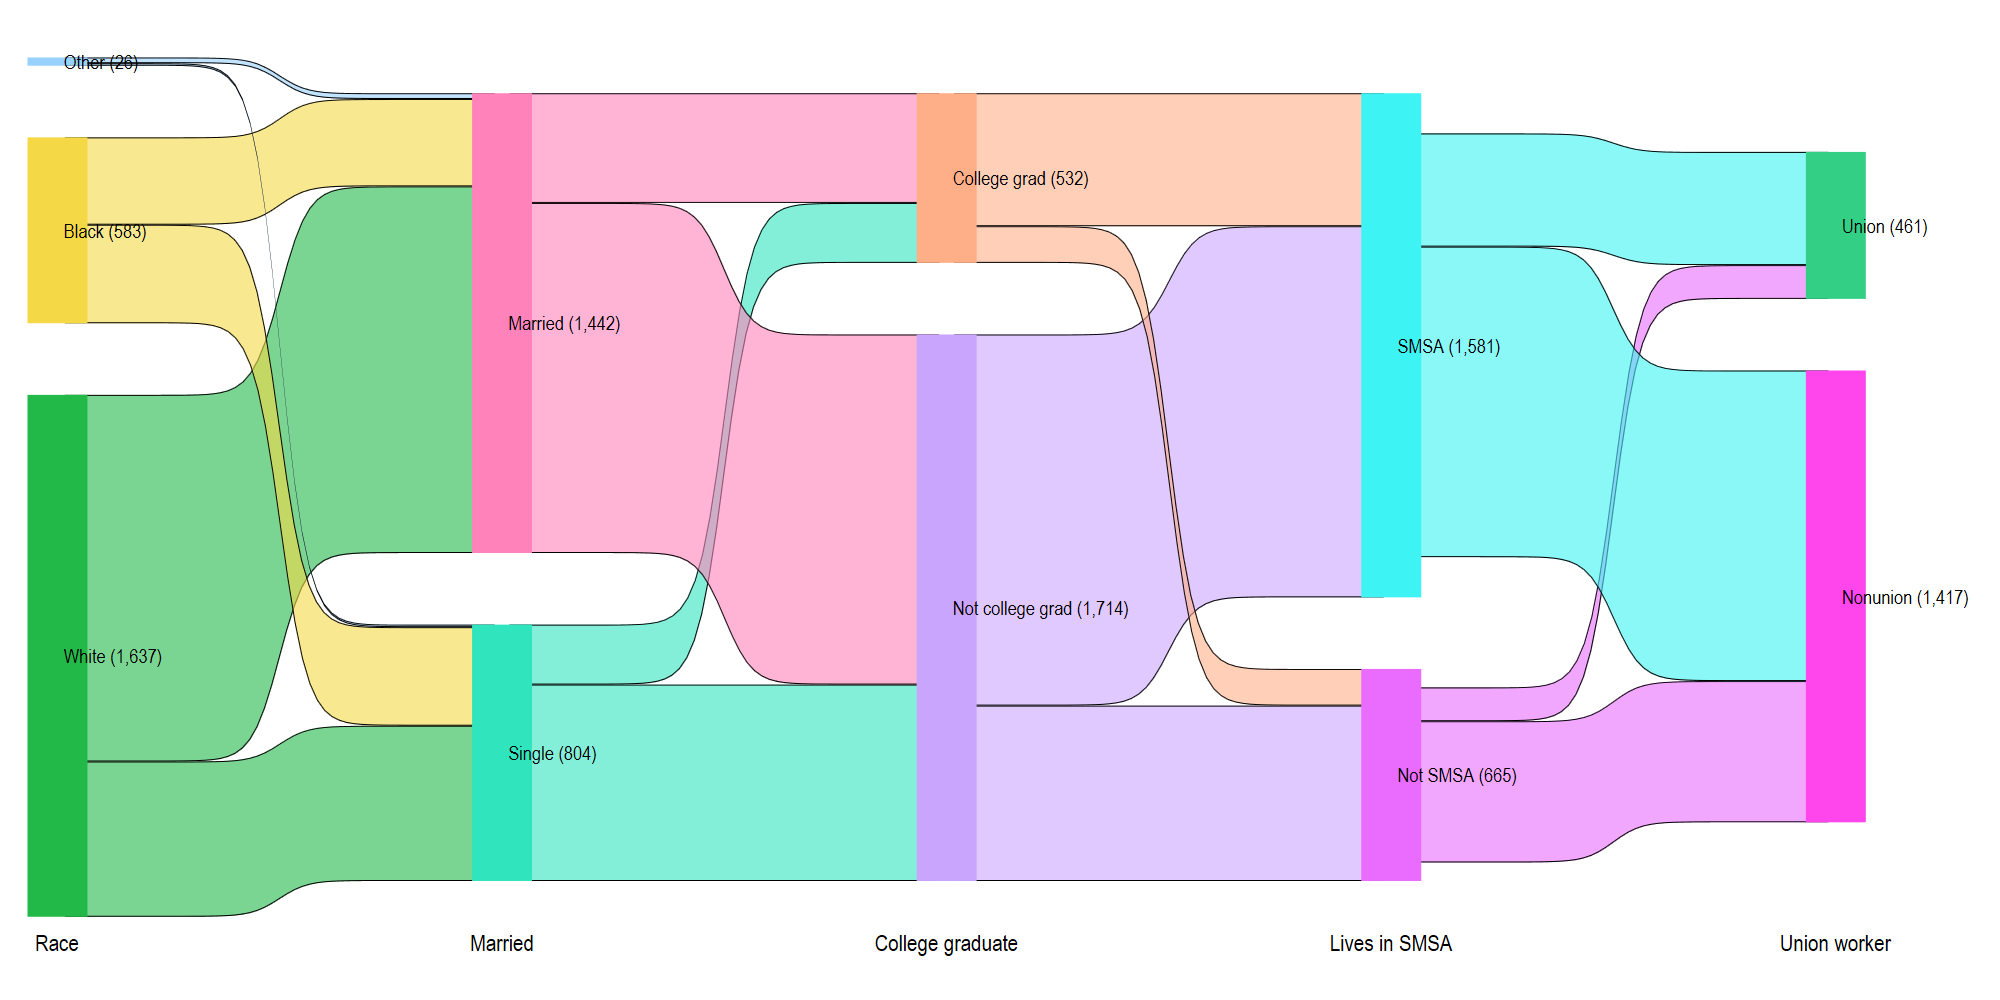 Other (26)
Black (583)
White (1,637)
Married (1,442)
Single (804)
College grad (532)
Not college grad (1,714)
SMSA (1,581)
Not SMSA (665)
Union (461)
Nonunion (1,417)
Race
Married
College graduate
Lives in SMSA
Union worker